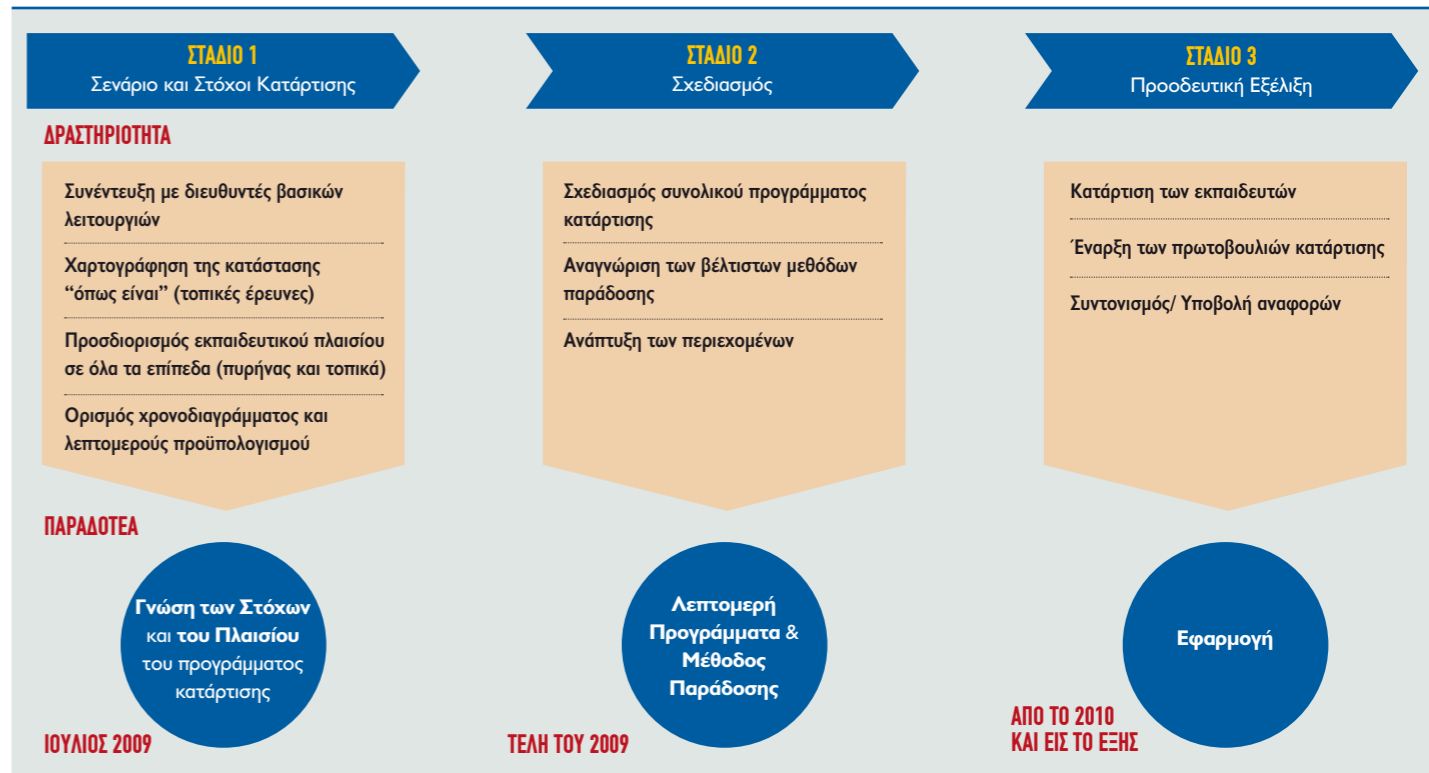 ΣΤΑΔΙΟ 1
Σενάριο και Στόχοι Κατάρτισης
ΣΤΑΔΙΟ 2
Σχεδιασμός
ΣΤΑΔΙΟ 3
Προοδευτική Εξέλιξη
ΔΡΑΣΤΗΡΙΟΤΗΤΑ
Συνέντευξη με διευθυντές βασικών
λειτουργιών
Χαρτογράφηση της κατάστασης
“όπως είναι” (τοπικές έρευνες)
Προσδιορισμός εκπαιδευτικού πλαισίου
σε όλα τα επίπεδα (πυρήνας και τοπικά)
Ορισμός χρονοδιαγράμματος και
λεπτομερούς προϋπολογισμού
Σχεδιασμός συνολικού προγράμματος
κατάρτισης
Αναγνώριση των βέλτιστων μεθόδων
παράδοσης
Ανάπτυξη των περιεχομένων
Κατάρτιση των εκπαιδευτών
Έναρξη των πρωτοβουλιών κατάρτισης
Συντονισμός/ Υποβολή αναφορών
ΠΑΡΑΔΟΤΕΑ
Γνώση των Στόχων
και του Πλαισίου
του προγράμματος
κατάρτισης
ΙΟΥΛΙΟΣ 2009
Λεπτομερή
Προγράμματα &
Μέθοδος
Παράδοσης
ΤΕΛΗ ΤΟΥ 2009
Εφαρμογή
ΑΠΟ ΤΟ 2010
ΚΑΙ ΕΙΣ ΤΟ ΕΞΗΣ